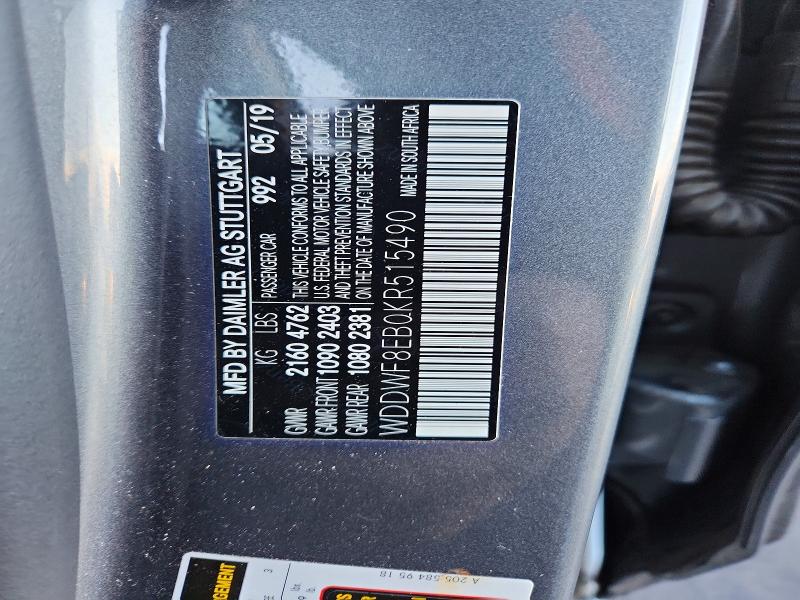 MFD BY DAIMLER AG STUTTGART
KG LBS PASSENGER CAR 992 05/19
GVWR 2160 4762 THIS VEHICLE CONFORMS TO ALL APPLICABLE
GAWR FRONT 1090 2403 U.S. FEDERAL MOTOR VEHICLE SAFETY, BUMPER,
GAWR REAR 1080 2381 AND THEFT PREVENTION STANDARDS IN EFFECT
ON THE DATE OF MANUFACTURE SHOWN ABOVE
WDDWF8EB0KR515490 MADE IN SOUTH AFRICA
A 205 584 95 18